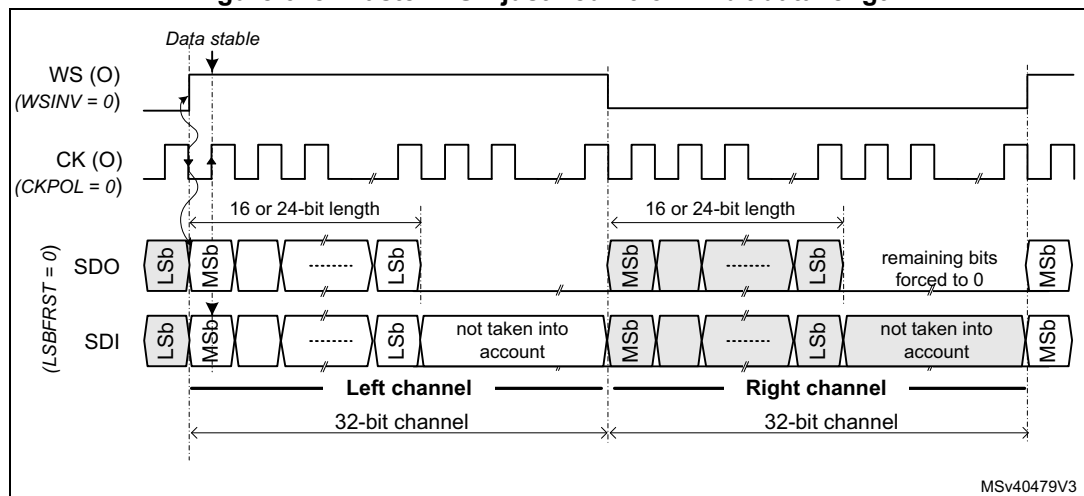 Data stable
WS (O)
(WSINV = 0)
CK (O)
(CKPOL = 0)
16 or 24-bit length
16 or 24-bit length
(LSBFRST = 0)
SDO
LSb
MSb
LSb
MSb
LSb
remaining bits
forced to 0
MSb
SDI
LSb
MSb
LSb
not taken into
account
MSb
LSb
not taken into
account
MSb
Left channel
Right channel
32-bit channel
32-bit channel
MSv40479V3